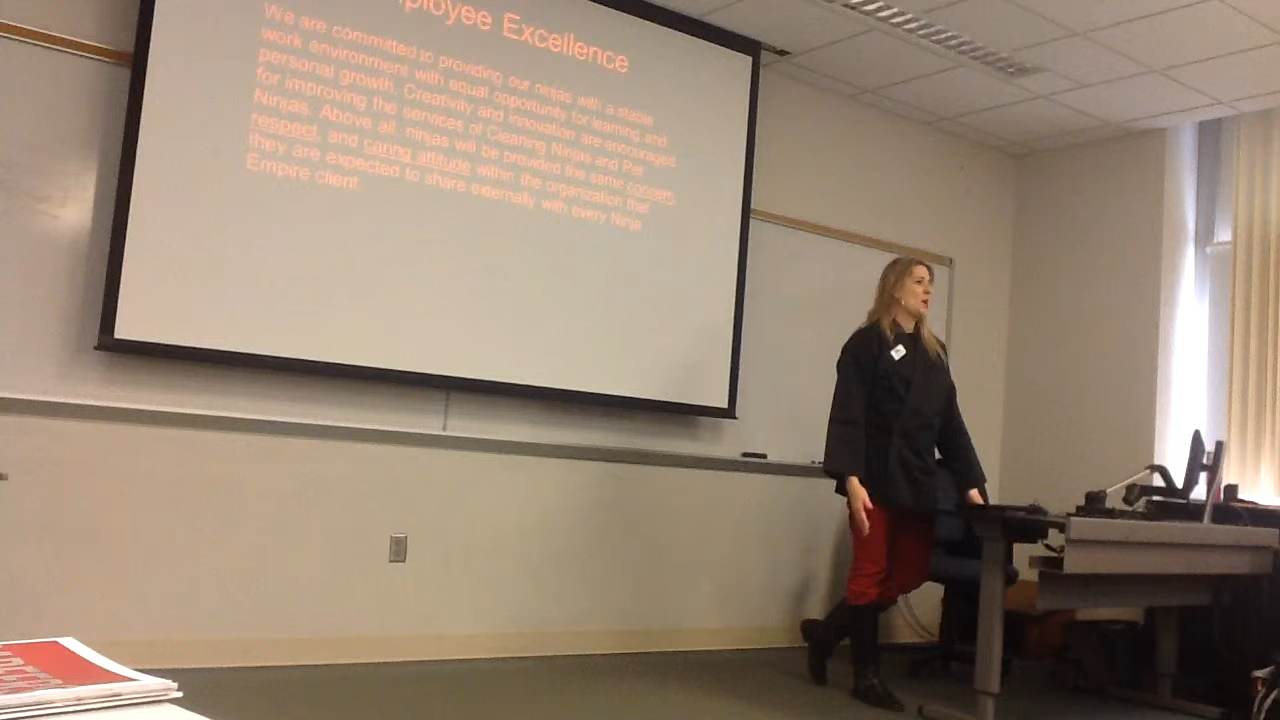 ployee Excellence
We are committed to providing our ninjas with a stable
work environment with equal opportunity for learning and
personal growth. Creativity and innovation are encouraged
for improving the services of Cleaning Ninjas and Pet
Ninjas. Above all, ninjas will be provided the same concern,
respect, and caring attitude within the organization that
they are expected to share externally with every Ninja
Empire client.